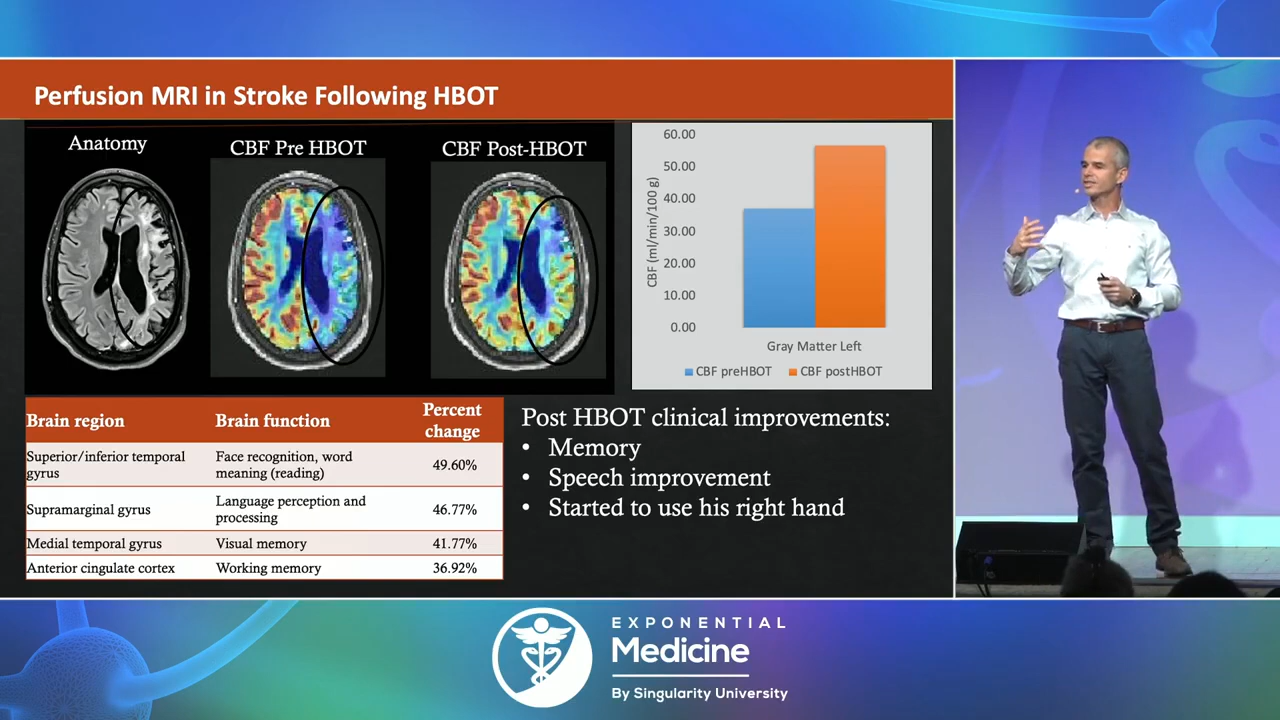 Perfusion MRI in Stroke Following HBOT
Anatomy
CBF Pre HBOT
CBF Post-HBOT
60.00
50.00
40.00
30.00
20.00
10.00
0.00
CBF (ml/min/100 g)
Gray Matter Left
CBF preHBOT
CBF postHBOT
Brain region
Brain function
Percent
change
Superior/inferior temporal
gyrus
Face recognition, word
meaning (reading)
49.60%
Supramarginal gyrus
Language perception and
processing
46.77%
Medial temporal gyrus
Visual memory
41.77%
Anterior cingulate cortex
Working memory
36.92%
Post HBOT clinical improvements:
• Memory
• Speech improvement
• Started to use his right hand
EXPONENTIAL
Medicine
By Singularity University